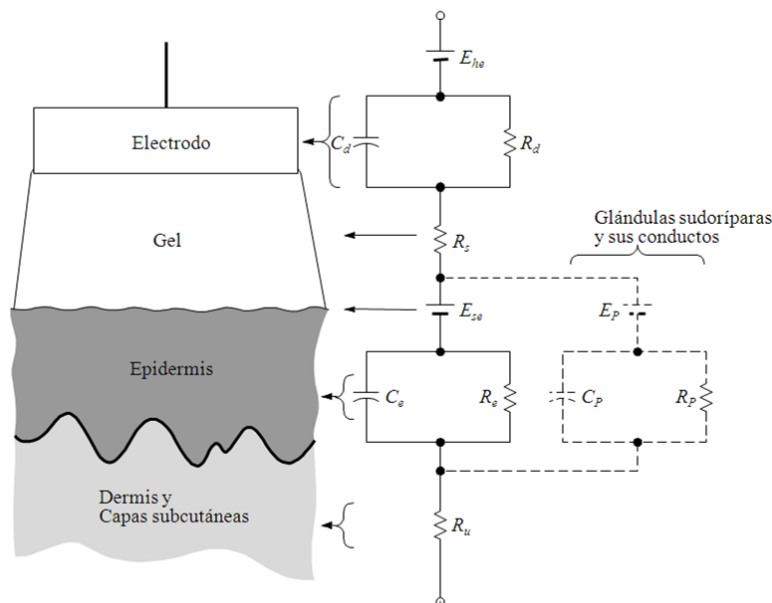 E_he
Electrodo
C_d
R_d
Glándulas sudoríparas
y sus conductos
Gel
R_s
E_se
E_P
Epidermis
C_e
R_e
C_P
R_P
Dermis y
Capas subcutáneas
R_u